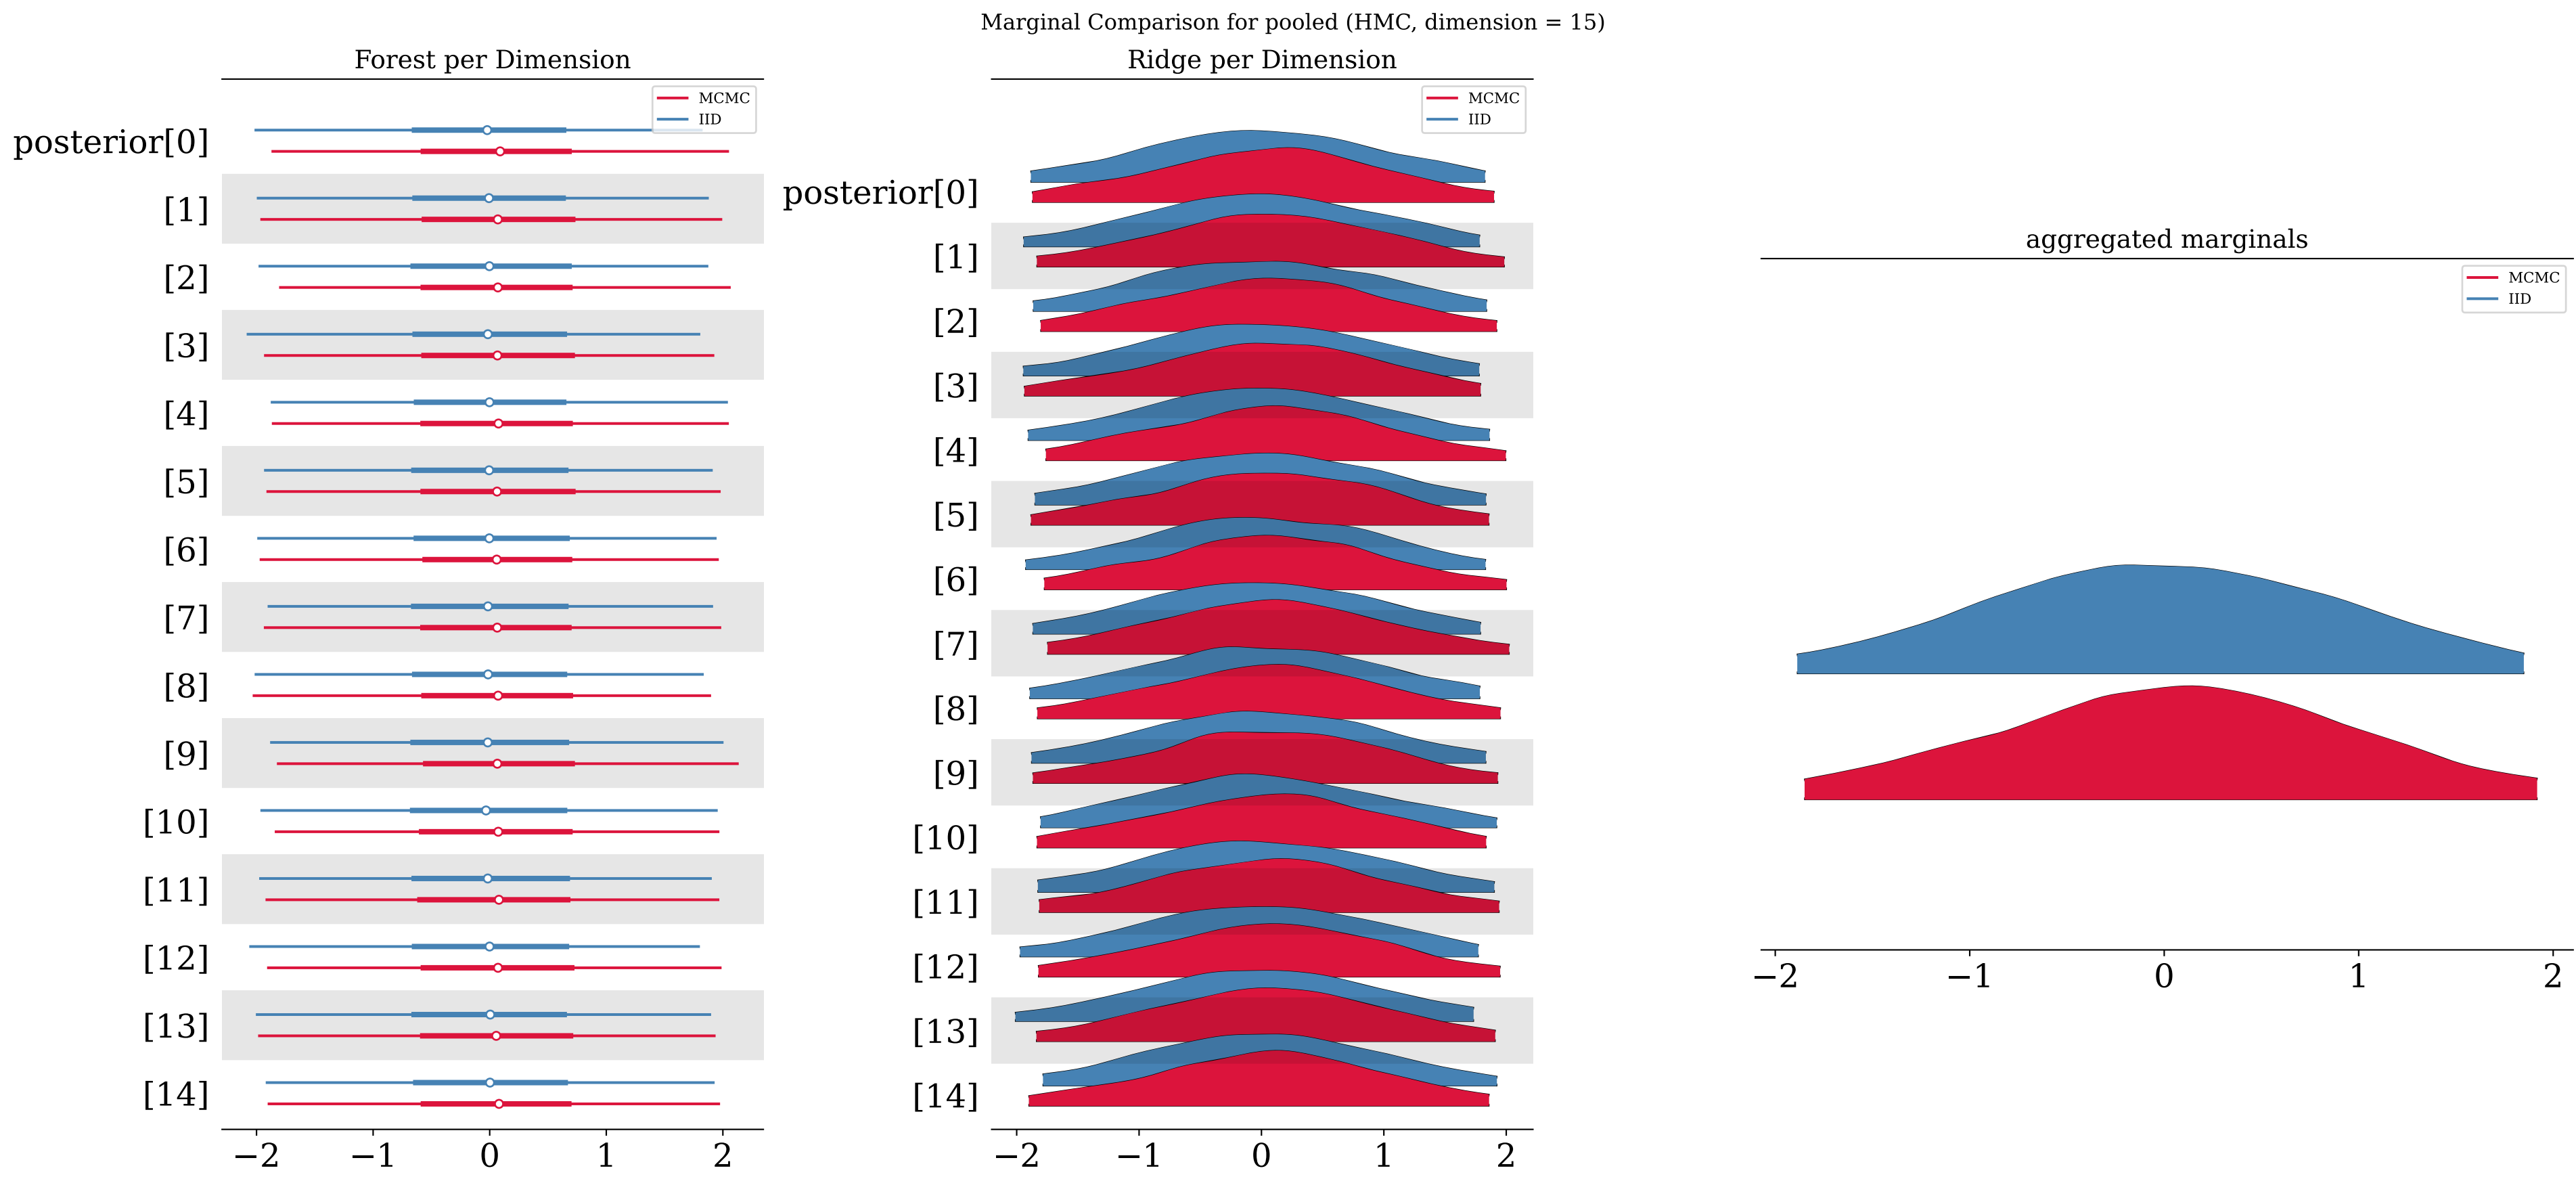 Marginal Comparison for pooled (HMC, dimension = 15)
Forest per Dimension
MCMC
IID
posterior[0]
[1]
[2]
[3]
[4]
[5]
[6]
[7]
[8]
[9]
[10]
[11]
[12]
[13]
[14]
−2 −1 0 1 2
Ridge per Dimension
MCMC
IID
posterior[0]
[1]
[2]
[3]
[4]
[5]
[6]
[7]
[8]
[9]
[10]
[11]
[12]
[13]
[14]
−2 −1 0 1 2
aggregated marginals
MCMC
IID
−2 −1 0 1 2